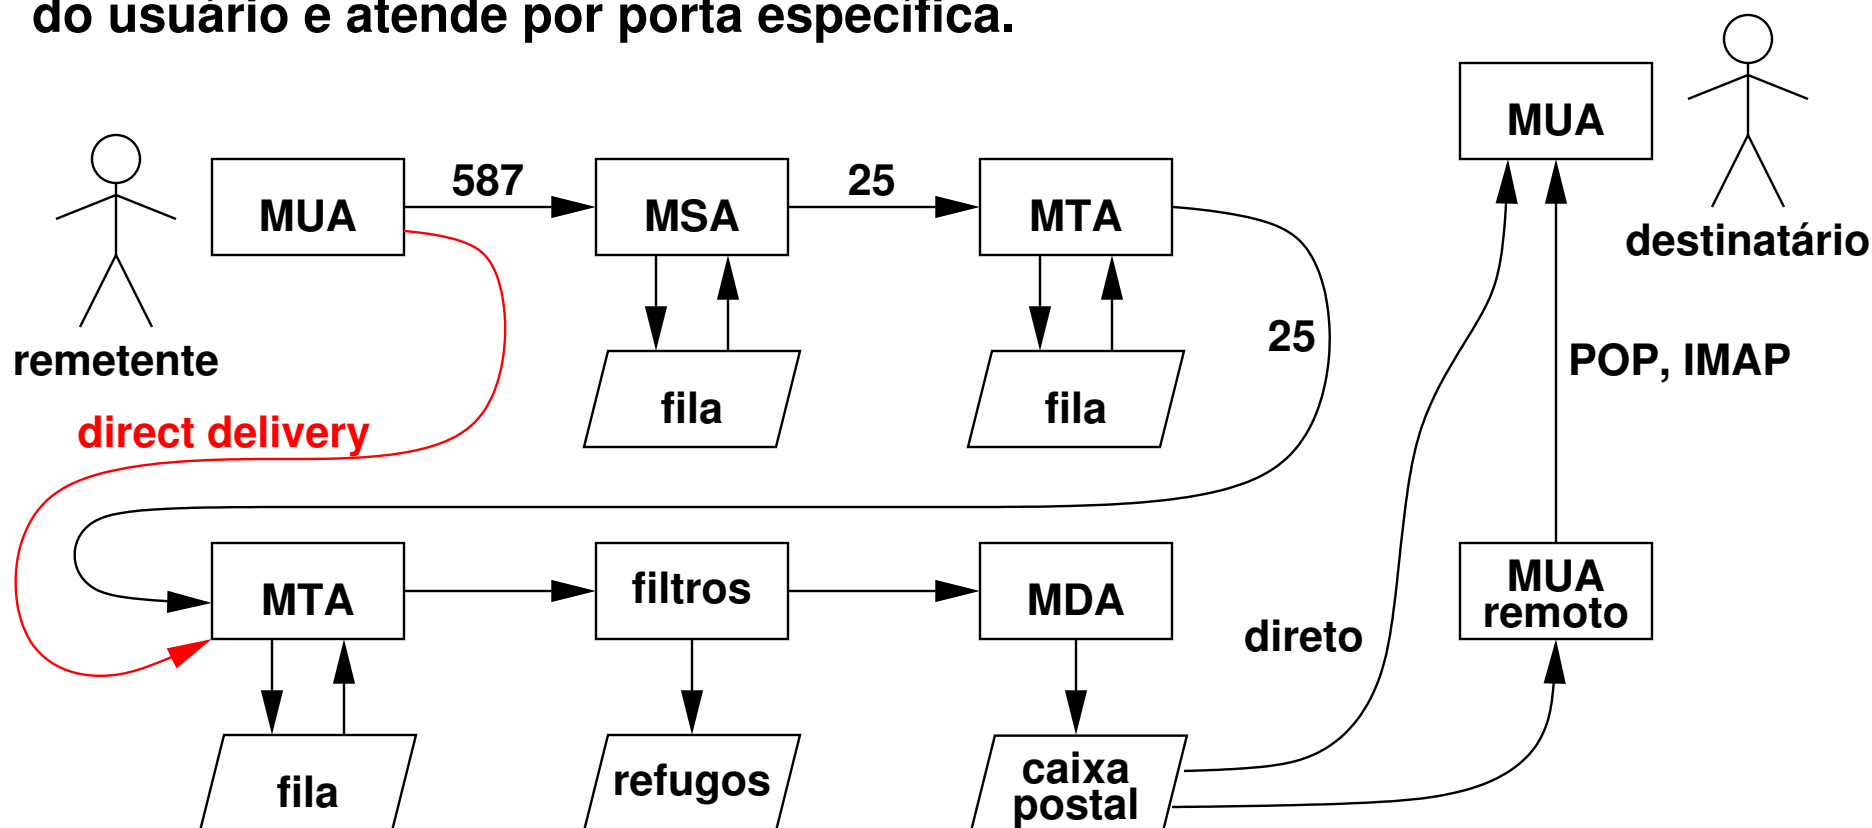 do usuário e atende por porta específica.
MUA
587
MSA
25
MTA
MUA
remetente
fila
fila
25
destinatário
POP, IMAP
direct delivery
MTA
filtros
MDA
direto
MUA
remoto
fila
refugos
caixa
postal